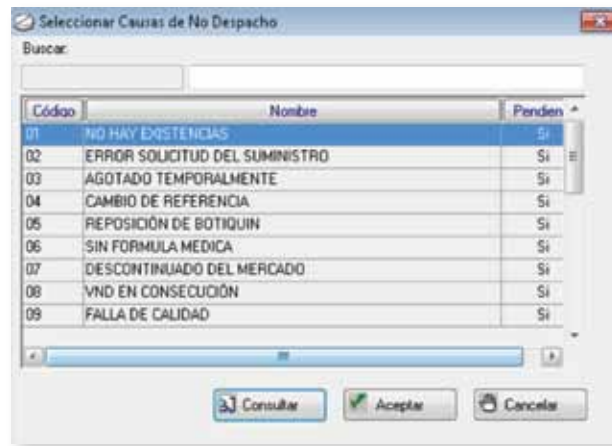 Seleccionar Causas de No Despacho
Buscar:
Código Nombre Penden
01 NO HAY EXISTENCIAS Si
02 ERROR SOLICITUD DEL SUMINISTRO Si
03 AGOTADO TEMPORALMENTE Si
04 CAMBIO DE REFERENCIA Si
05 REPOSICIÓN DE BOTIQUIN Si
06 SIN FORMULA MEDICA Si
07 DESCONTINUADO DEL MERCADO Si
08 VND EN CONSECUCIÓN Si
09 FALLA DE CALIDAD Si
Consultar Aceptar Cancelar